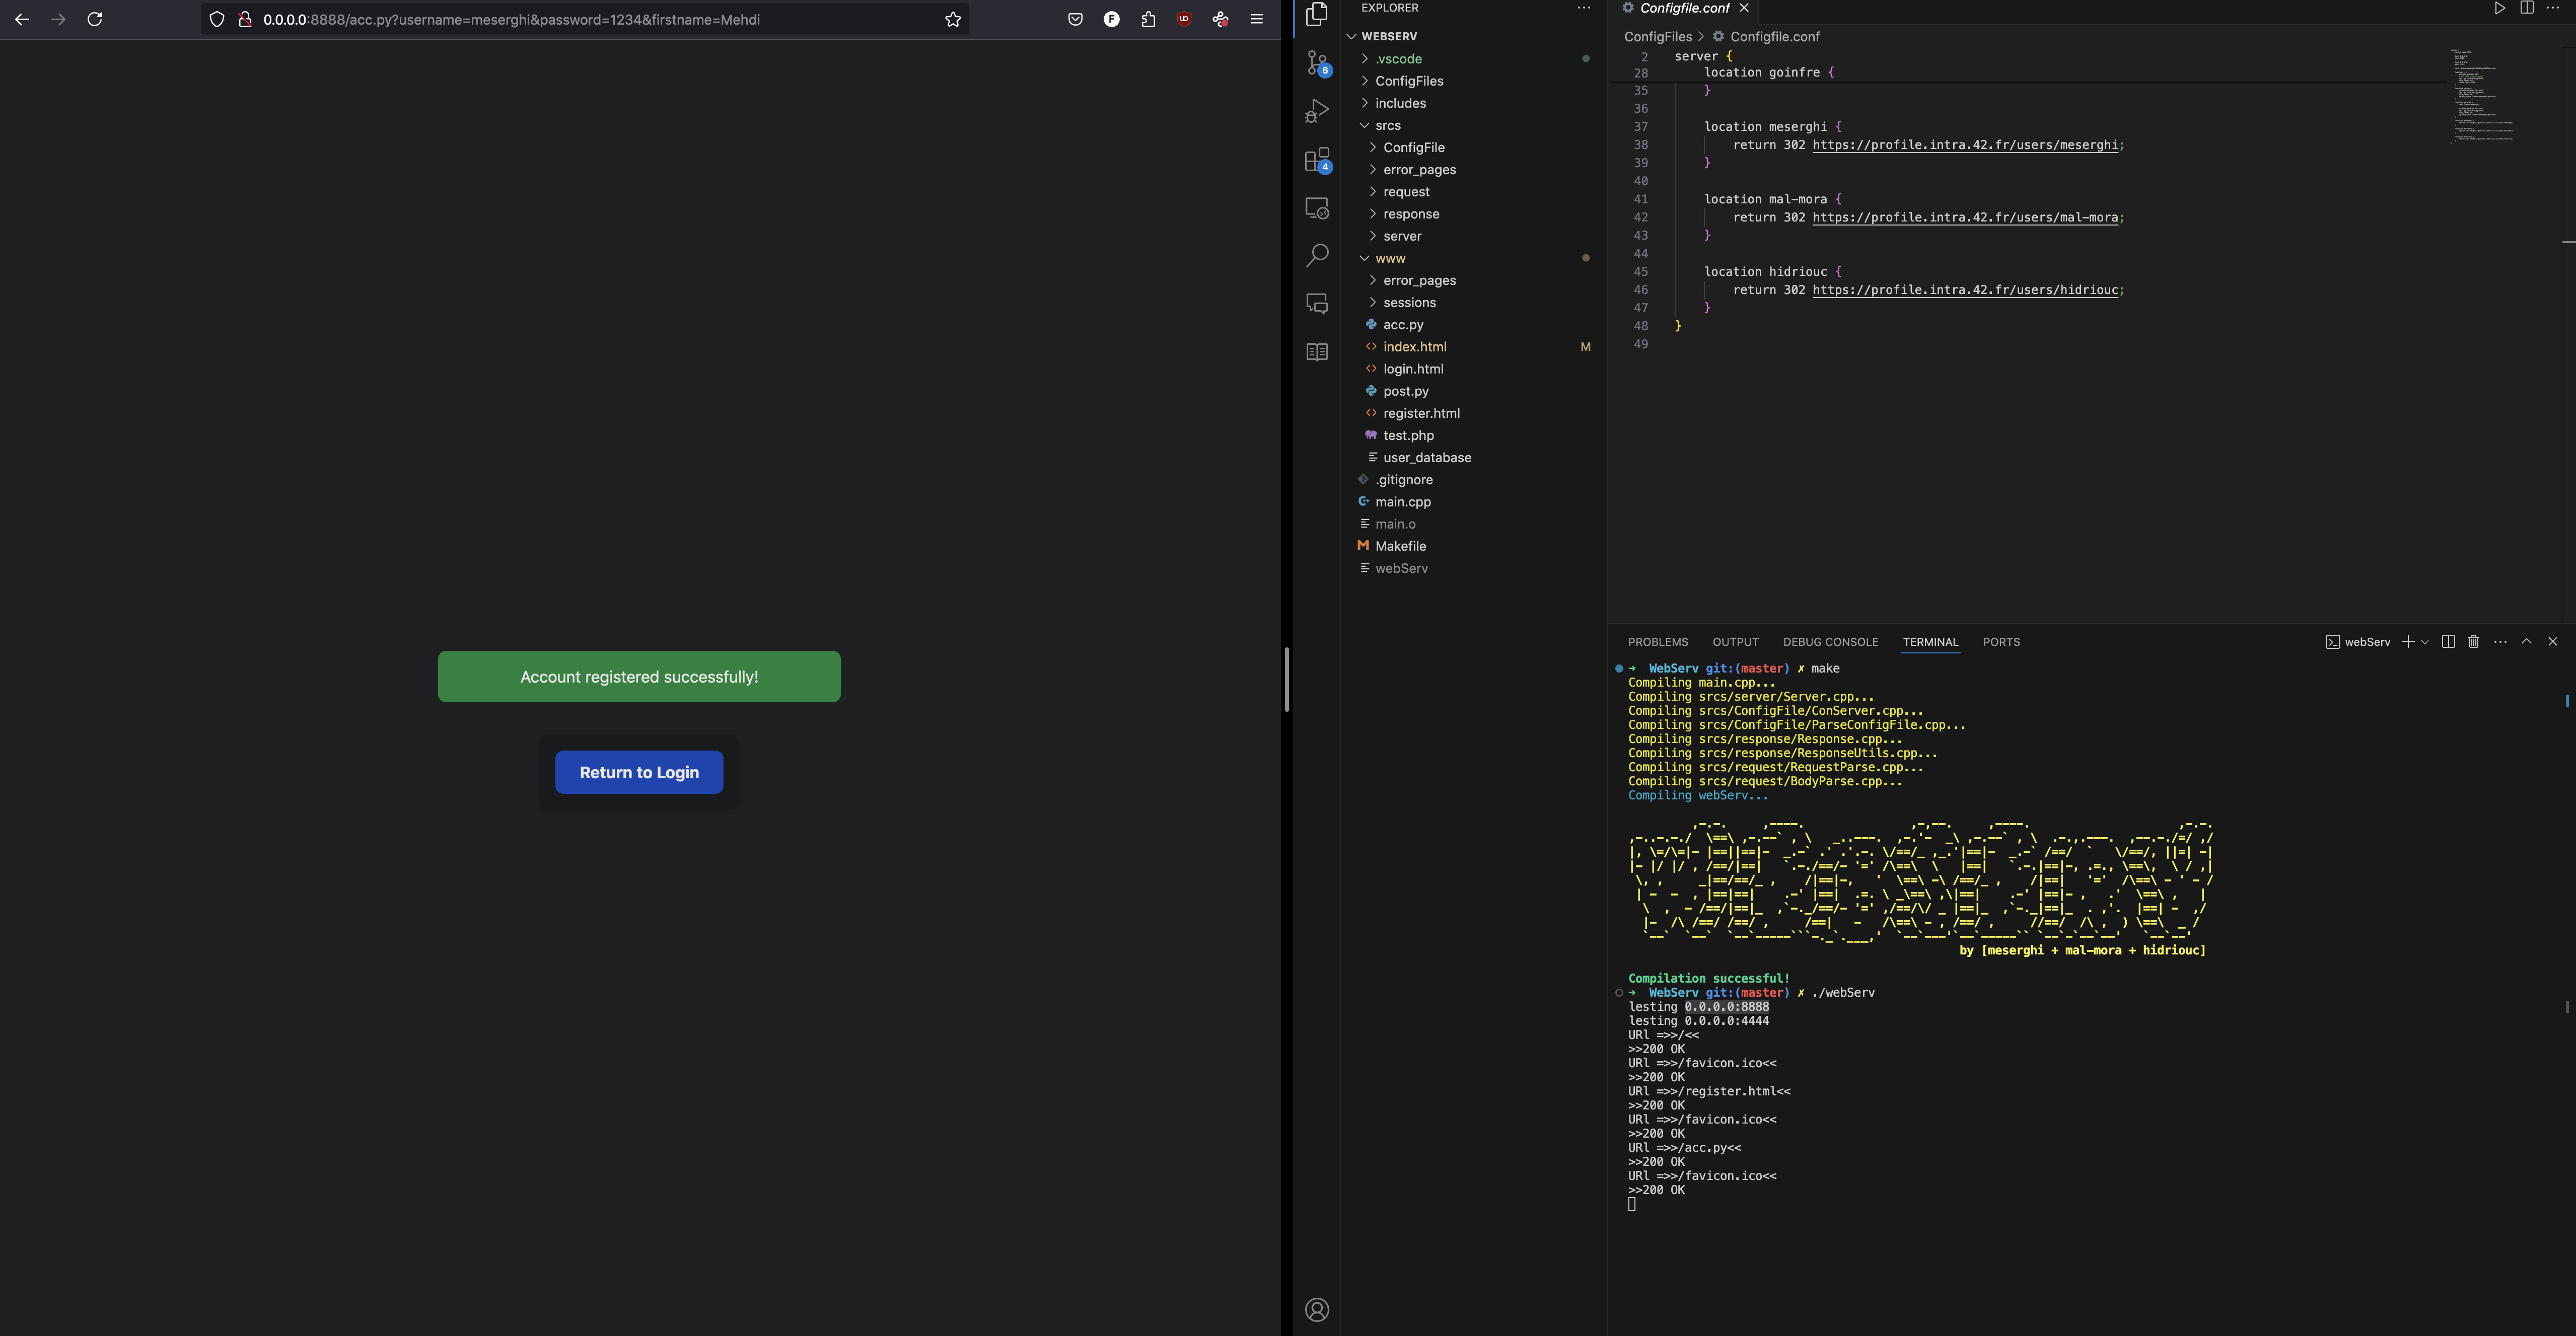 0.0.0.0:8888/acc.py?username=meserghi&password=1234&firstname=Mehdi
Account registered successfully!
Return to Login
6
4
EXPLORER
WEBSERV
.vscode
ConfigFiles
includes
srcs
ConfigFile
error_pages
request
response
server
www
error_pages
sessions
acc.py
index.html M
login.html
post.py
register.html
test.php
user_database
.gitignore
main.cpp
main.o
Makefile
webServ
Configfile.conf
ConfigFiles > Configfile.conf
2 server {
28 location goinfre {
35 }
36
37 location meserghi {
38 return 302 https://profile.intra.42.fr/users/meserghi;
39 }
40
41 location mal-mora {
42 return 302 https://profile.intra.42.fr/users/mal-mora;
43 }
44
45 location hidriouc {
46 return 302 https://profile.intra.42.fr/users/hidriouc;
47 }
48 }
49
PROBLEMS OUTPUT DEBUG CONSOLE TERMINAL PORTS
webServ
➜ WebServ git:(master) ✗ make
Compiling main.cpp...
Compiling srcs/server/Server.cpp...
Compiling srcs/ConfigFile/ConServer.cpp...
Compiling srcs/ConfigFile/ParseConfigFile.cpp...
Compiling srcs/response/Response.cpp...
Compiling srcs/response/ResponseUtils.cpp...
Compiling srcs/request/RequestParse.cpp...
Compiling srcs/request/BodyParse.cpp...
Compiling webServ...
by [meserghi + mal-mora + hidriouc]
Compilation successful!
➜ WebServ git:(master) ✗ ./webServ
lesting 0.0.0.0:8888
lesting 0.0.0.0:4444
URl =>>/<<
>>200 OK
URl =>>/favicon.ico<<
>>200 OK
URl =>>/register.html<<
>>200 OK
URl =>>/favicon.ico<<
>>200 OK
URl =>>/acc.py<<
>>200 OK
URl =>>/favicon.ico<<
>>200 OK